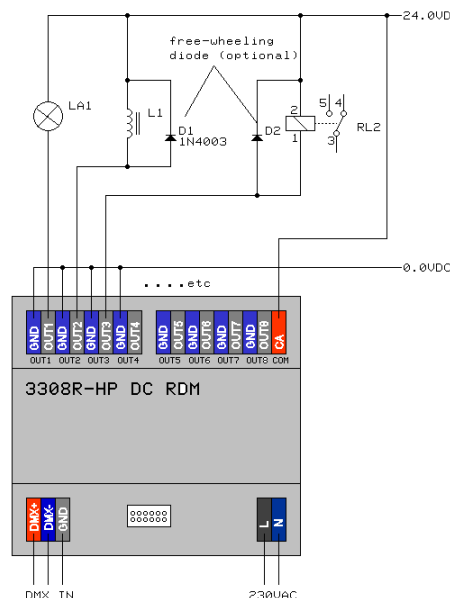 24.0VD
free-wheeling
diode (optional)
LA1
L1
D1
1N4003
D2
2
1
5
4
3
RL2
0.0VDC
....etc
GND OUT1 GND OUT2 GND OUT3 GND OUT4 GND OUT5 GND OUT6 GND OUT7 GND OUT8 CA
OUT1 OUT2 OUT3 OUT4 OUT5 OUT6 OUT7 OUT8 COM
3308R-HP DC RDM
DMX+ DMX- GND L N
DMX IN 230VAC